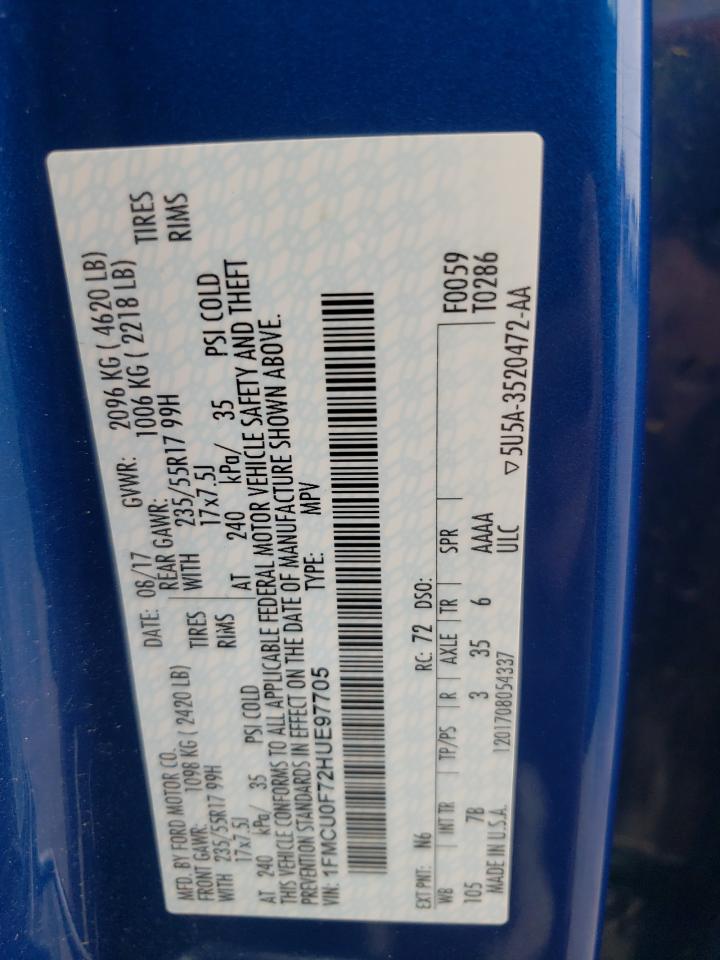 MFD. BY FORD MOTOR CO.
DATE: 08/17 GVWR: 2096 KG ( 4620 LB)
FRONT GAWR: 1098 KG ( 2420 LB)
REAR GAWR: 1006 KG ( 2218 LB)
WITH 235/55R17 99H TIRES
WITH 235/55R17 99H TIRES
17x7.5J RIMS
17x7.5J RIMS
AT 240 kPa/ 35 PSI COLD
AT 240 kPa/ 35 PSI COLD
THIS VEHICLE CONFORMS TO ALL APPLICABLE FEDERAL MOTOR VEHICLE SAFETY AND THEFT
PREVENTION STANDARDS IN EFFECT ON THE DATE OF MANUFACTURE SHOWN ABOVE.
VIN: 1FMCU0F72HUE97705 TYPE: MPV
EXT PNT: N6 RC: 72 DSO:
WB INT TR TP/PS R AXLE TR SPR F0059
105 7B 3 35 6 AAAA T0286
MADE IN U.S.A. 1201708054337 ULC ▽5U5A-3520472-AA